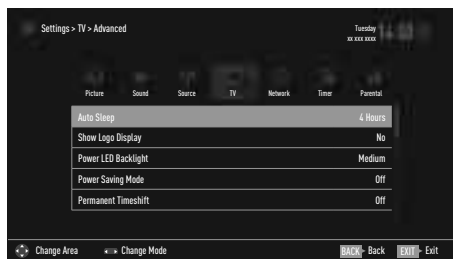 Settings > TV > Advanced
Tuesday
xx xxx xxxx
Picture Sound Source TV Network Timer Parental
Auto Sleep 4 Hours
Show Logo Display No
Power LED Backlight Medium
Power Saving Mode Off
Permanent Timeshift Off
Change Area Change Mode BACK Back EXIT Exit